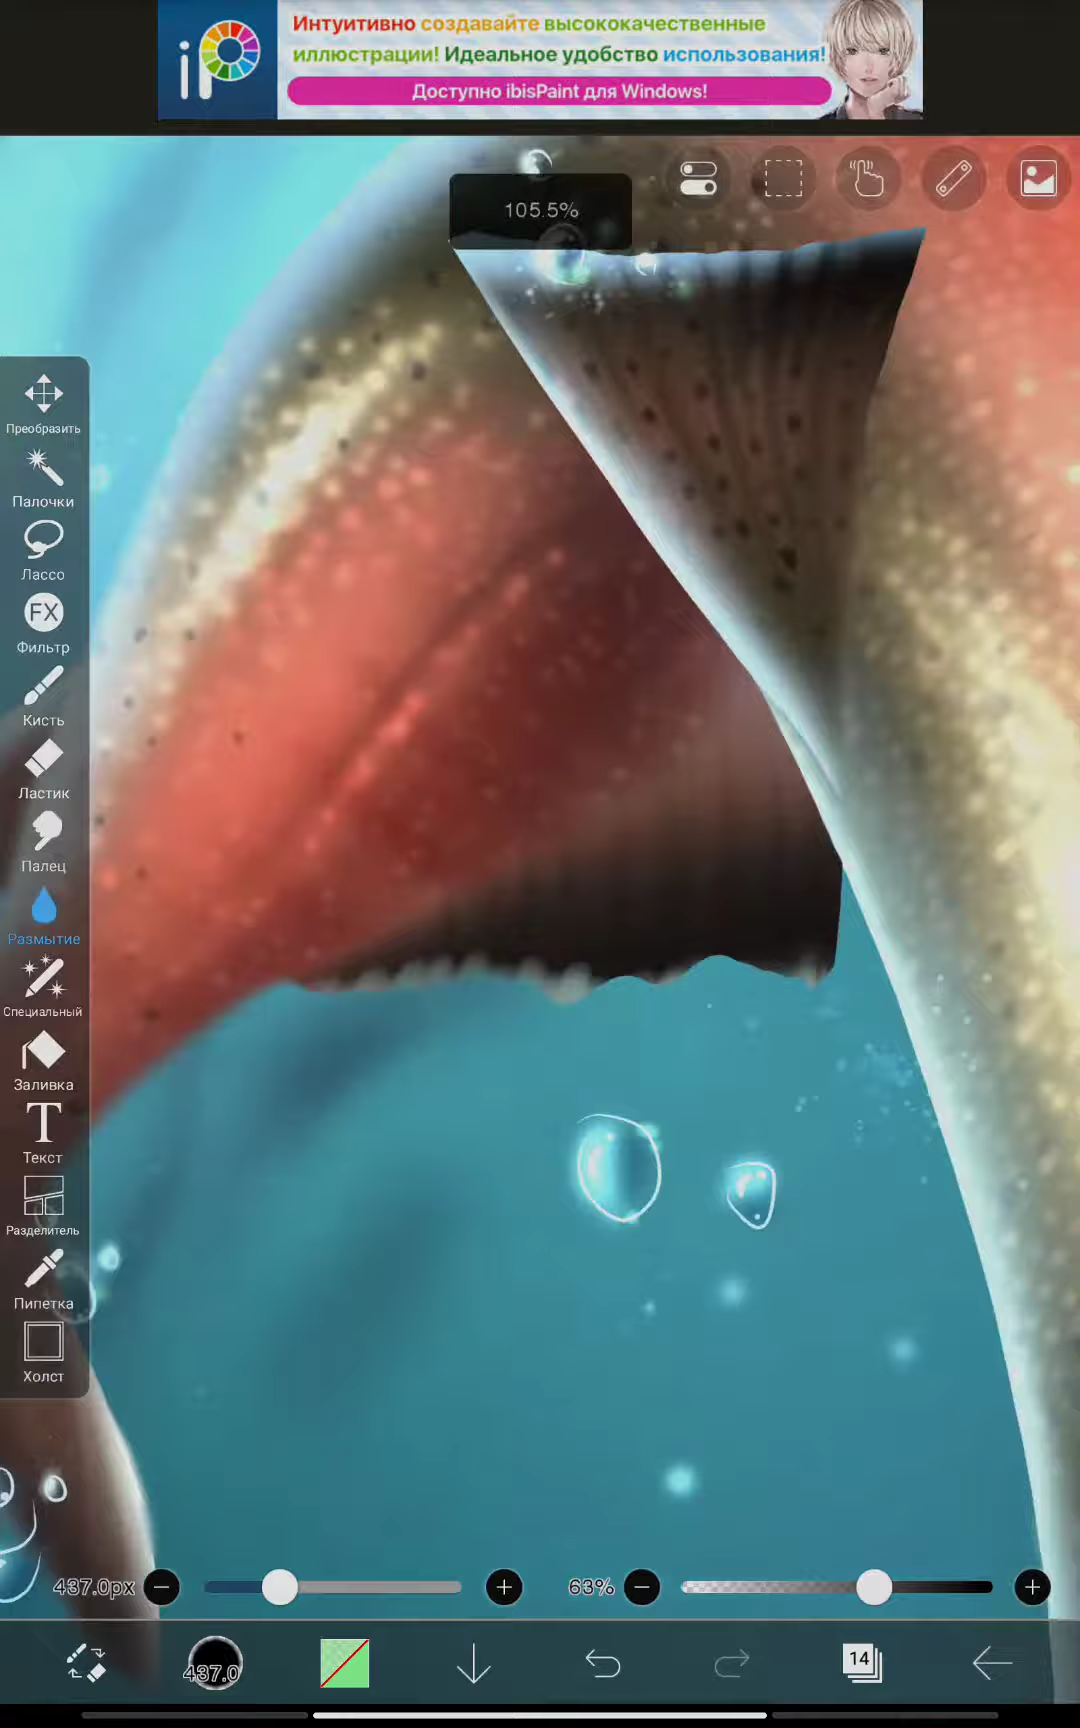 iP
Интуитивно создавайте высококачественные
иллюстрации! Идеальное удобство использования!
Доступно ibisPaint для Windows!
105.5%
Преобразить
Палочки
Лассо
FX
Фильтр
Кисть
Ластик
Палец
Размытие
Специальный
Заливка
T
Текст
Разделитель
Пипетка
Холст
437.0px
63%
437.0
14